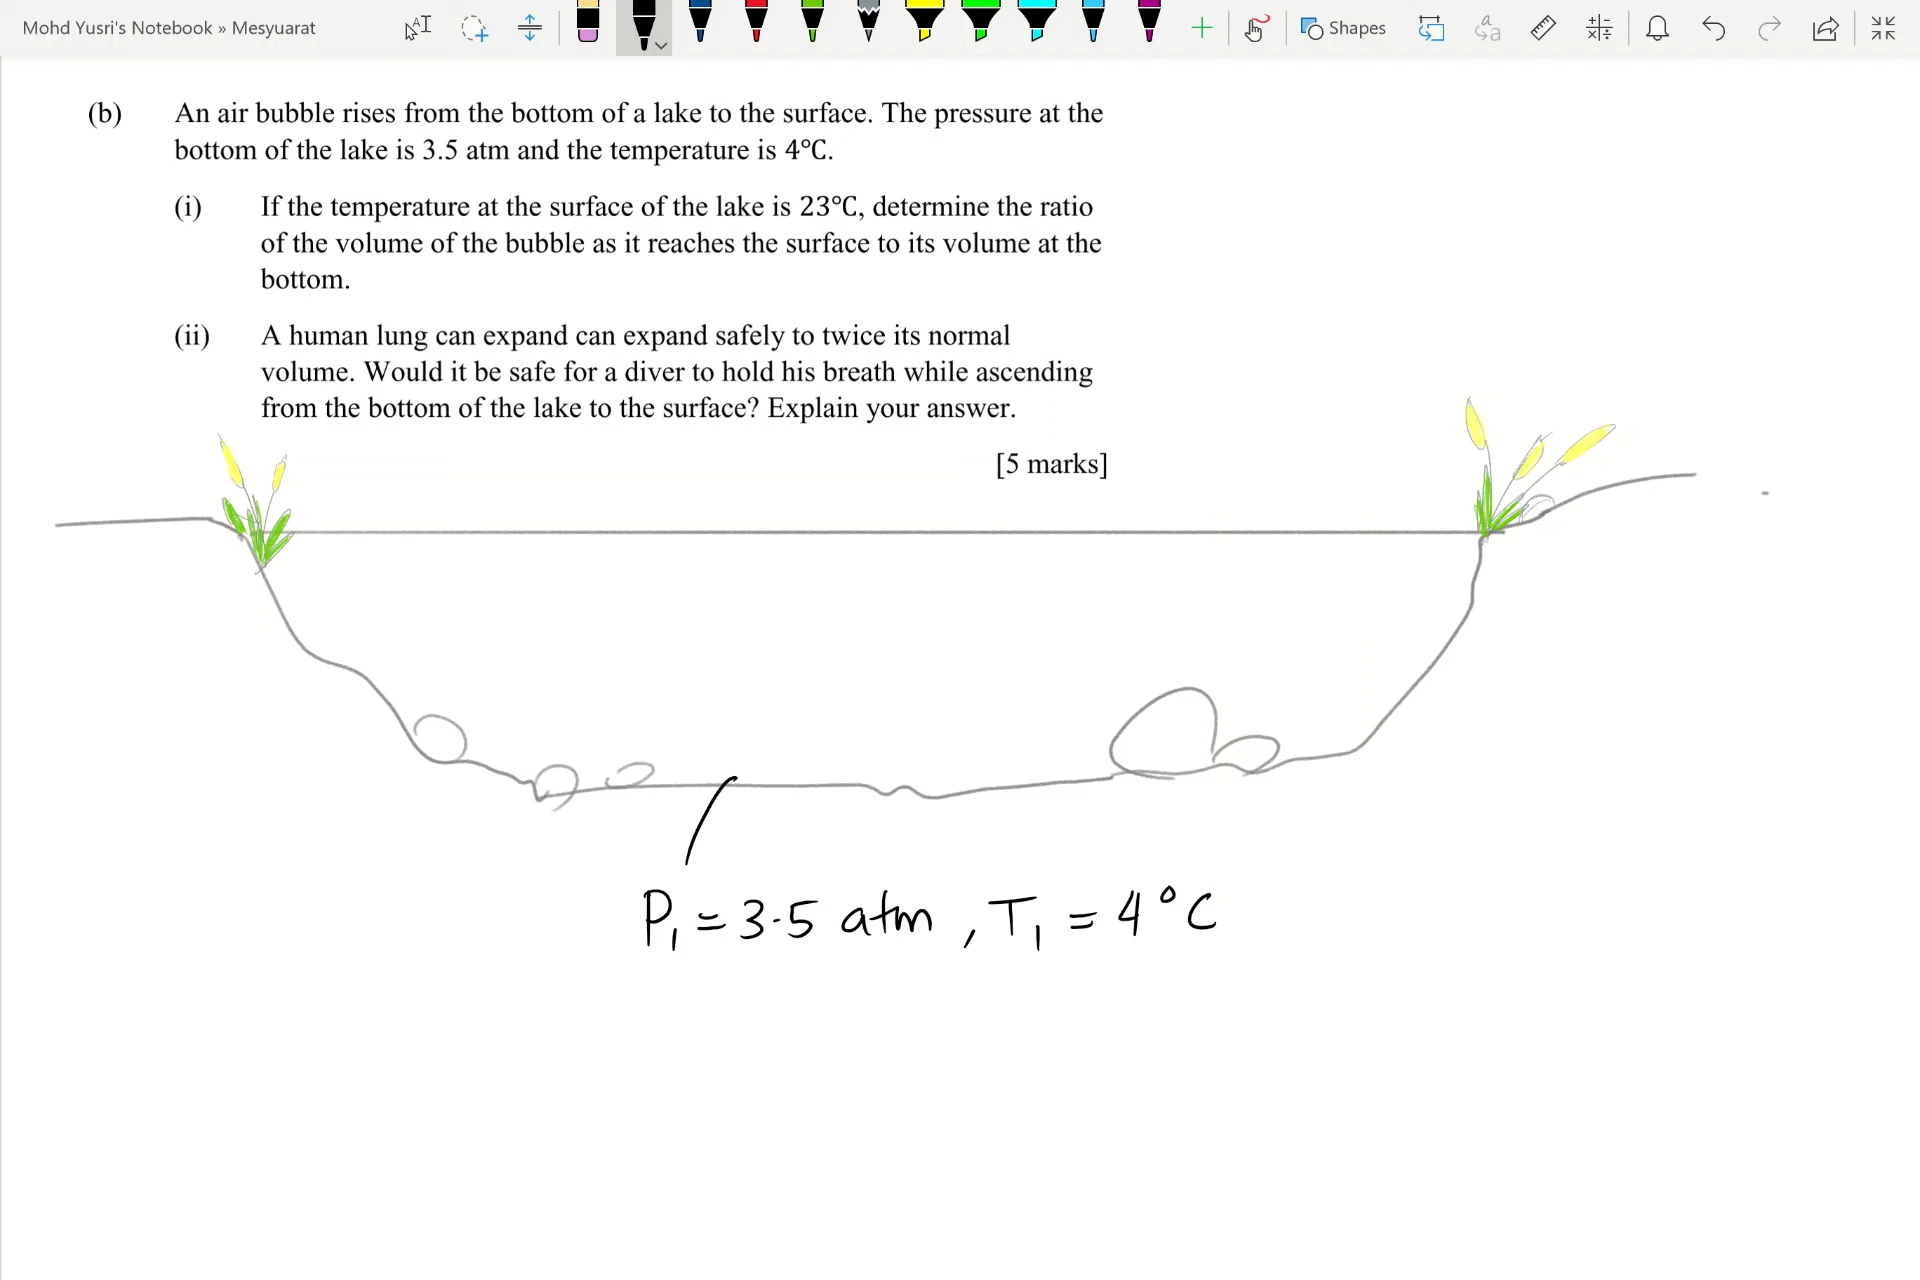 Mohd Yusri's Notebook » Mesyuarat
Shapes
(b) An air bubble rises from the bottom of a lake to the surface. The pressure at the
bottom of the lake is 3.5 atm and the temperature is 4°C.
(i) If the temperature at the surface of the lake is 23°C, determine the ratio
of the volume of the bubble as it reaches the surface to its volume at the
bottom.
(ii) A human lung can expand can expand safely to twice its normal
volume. Would it be safe for a diver to hold his breath while ascending
from the bottom of the lake to the surface? Explain your answer.
[5 marks]
P₁ = 3.5 atm, T₁ = 4°C